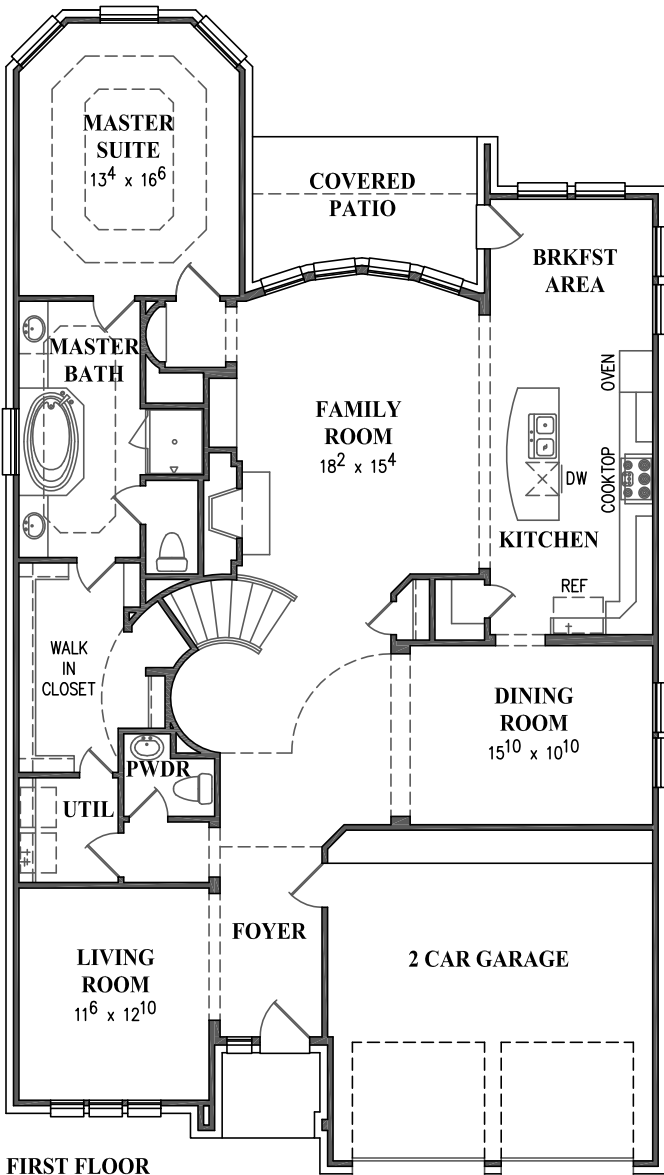 MASTER
SUITE
13⁴ x 16⁶
COVERED
PATIO
BRKFST
AREA
MASTER
BATH
OVEN
FAMILY
ROOM
18² x 15⁴
COOKTOP
DW
KITCHEN
REF
WALK
IN
CLOSET
DINING
ROOM
15¹⁰ x 10¹⁰
PWDR
UTIL
FOYER
LIVING
ROOM
11⁶ x 12¹⁰
2 CAR GARAGE
FIRST FLOOR